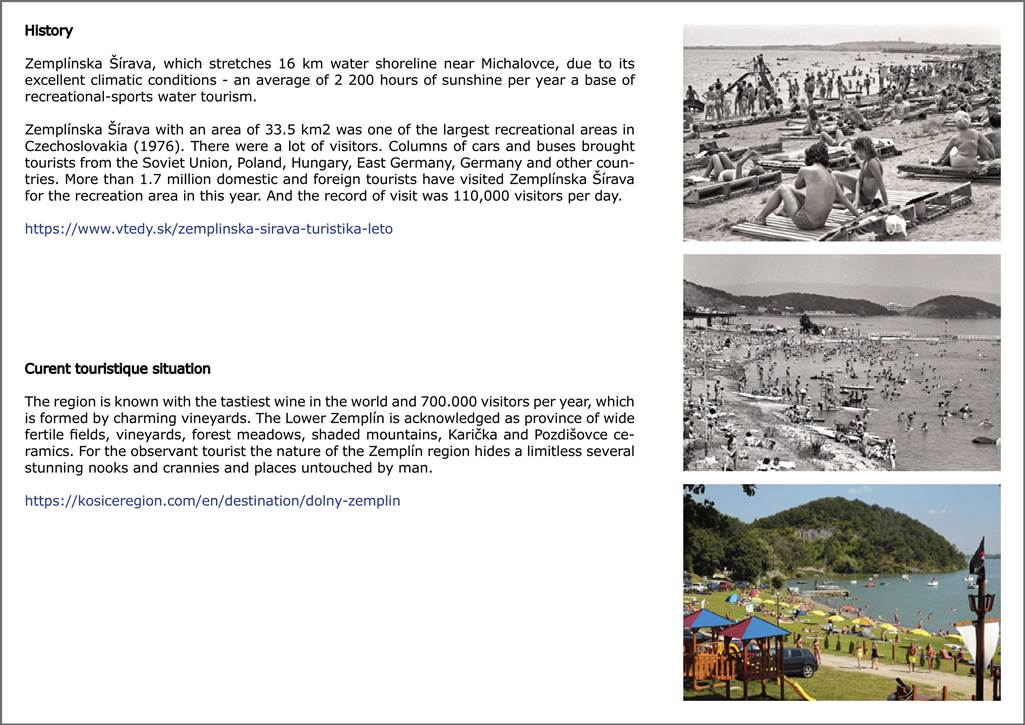 History
Zemplínska Šírava, which stretches 16 km water shoreline near Michalovce, due to its
excellent climatic conditions - an average of 2 200 hours of sunshine per year a base of
recreational-sports water tourism.
Zemplínska Šírava with an area of 33.5 km2 was one of the largest recreational areas in
Czechoslovakia (1976). There were a lot of visitors. Columns of cars and buses brought
tourists from the Soviet Union, Poland, Hungary, East Germany, Germany and other coun-
tries. More than 1.7 million domestic and foreign tourists have visited Zemplínska Šírava
for the recreation area in this year. And the record of visit was 110,000 visitors per day.
https://www.vtedy.sk/zemplinska-sirava-turistika-leto
Curent touristique situation
The region is known with the tastiest wine in the world and 700.000 visitors per year, which
is formed by charming vineyards. The Lower Zemplín is acknowledged as province of wide
fertile fields, vineyards, forest meadows, shaded mountains, Karička and Pozdišovce ce-
ramics. For the observant tourist the nature of the Zemplín region hides a limitless several
stunning nooks and crannies and places untouched by man.
https://kosiceregion.com/en/destination/dolny-zemplin